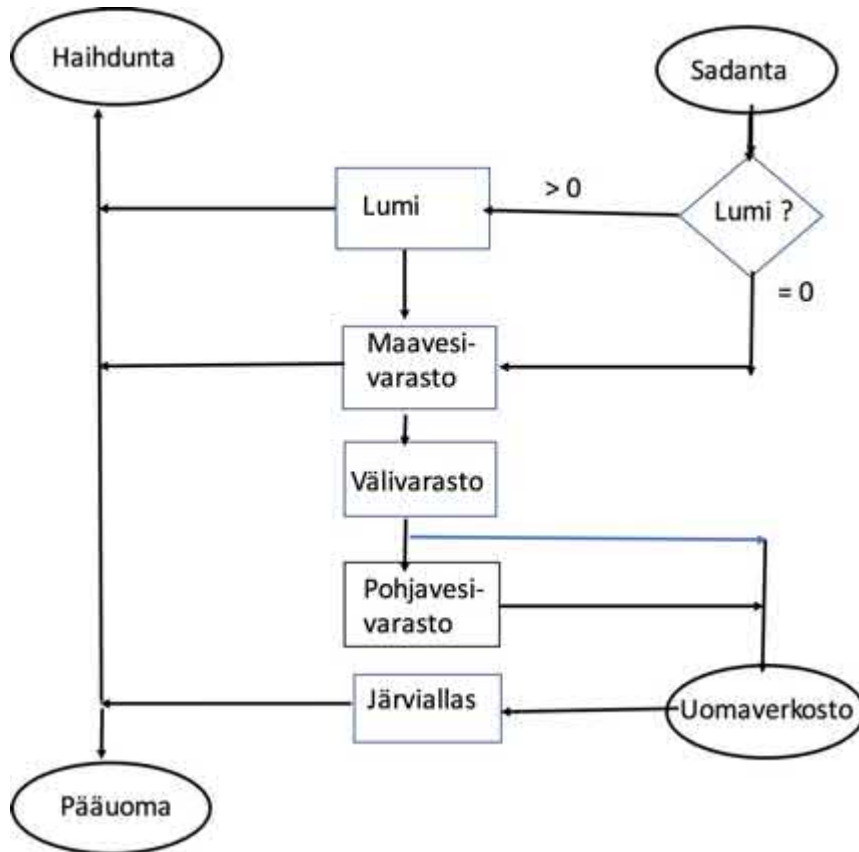 Haihdunta
Sadanta
> 0
Lumi
Lumi ?
= 0
Maavesi-
varasto
Välivarasto
Pohjavesi-
varasto
Järviallas
Uomaverkosto
Pääuoma